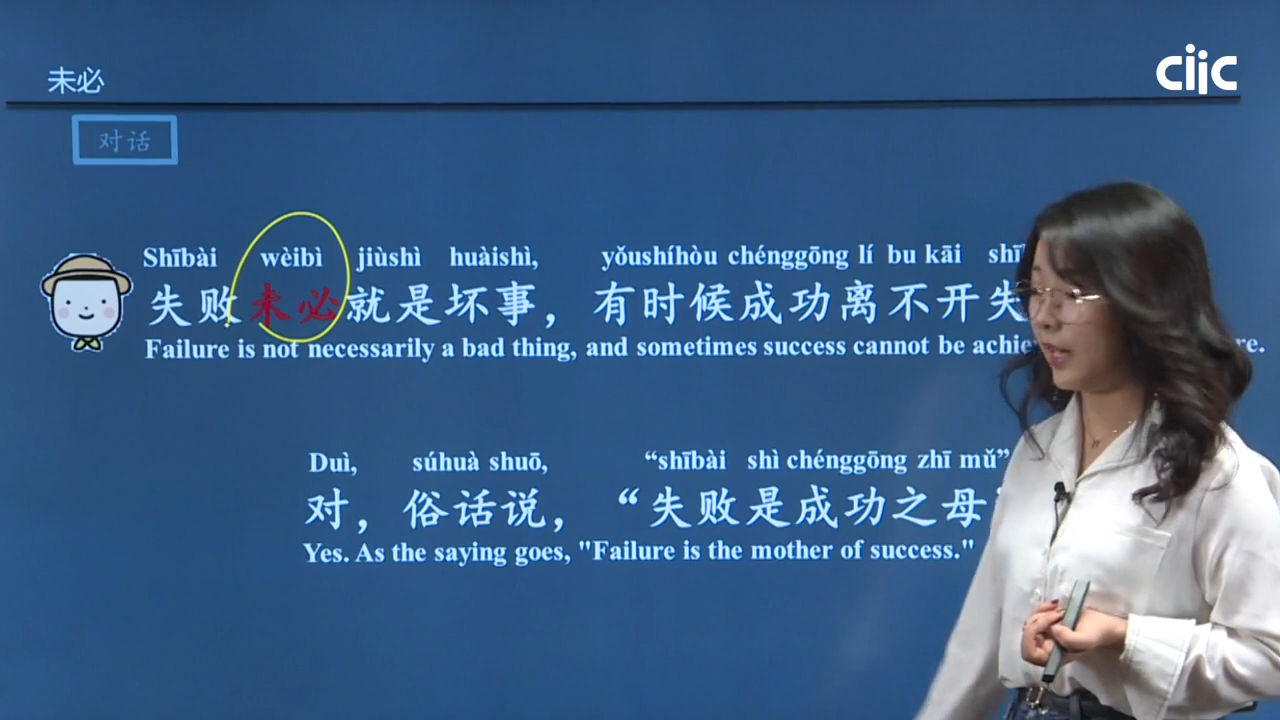 未必
ciic
对话
Shībài wèibì jiùshì huàishì, yǒushíhòu chénggōng lí bu kāi
失败未必就是坏事，有时候成功离不开失
Failure is not necessarily a bad thing, and sometimes success cannot be
Duì, súhuà shuō, “shībài shì chénggōng zhī mǔ”
对，俗话说，“失败是成功之母
Yes. As the saying goes, "Failure is the mother of success."